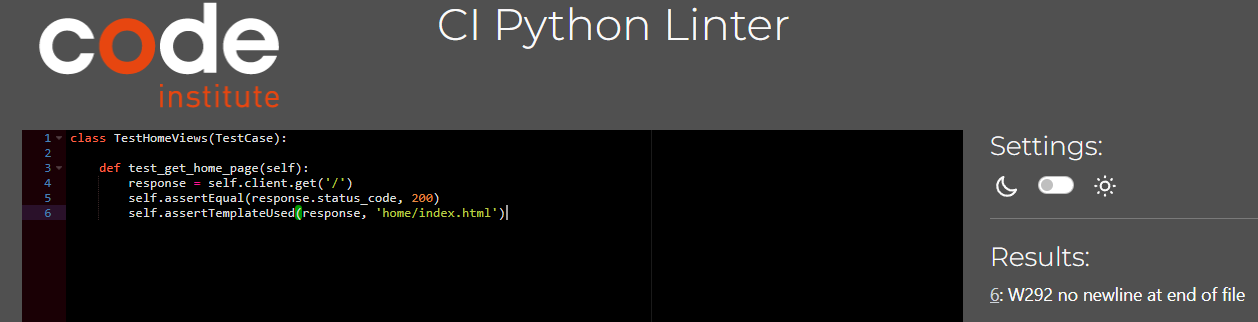 code
institute
CI Python Linter
1 class TestHomeViews(TestCase):
2
3     def test_get_home_page(self):
4         response = self.client.get('/')
5         self.assertEqual(response.status_code, 200)
6         self.assertTemplateUsed(response, 'home/index.html')
Settings:
Results:
6: W292 no newline at end of file